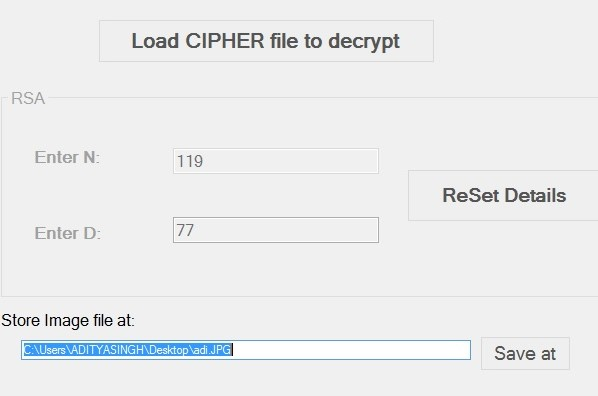 Load CIPHER file to decrypt
RSA
Enter N:
119
ReSet Details
Enter D:
77
Store Image file at:
C:\Users\ADITYASINGH\Desktop\adi.JPG
Save at